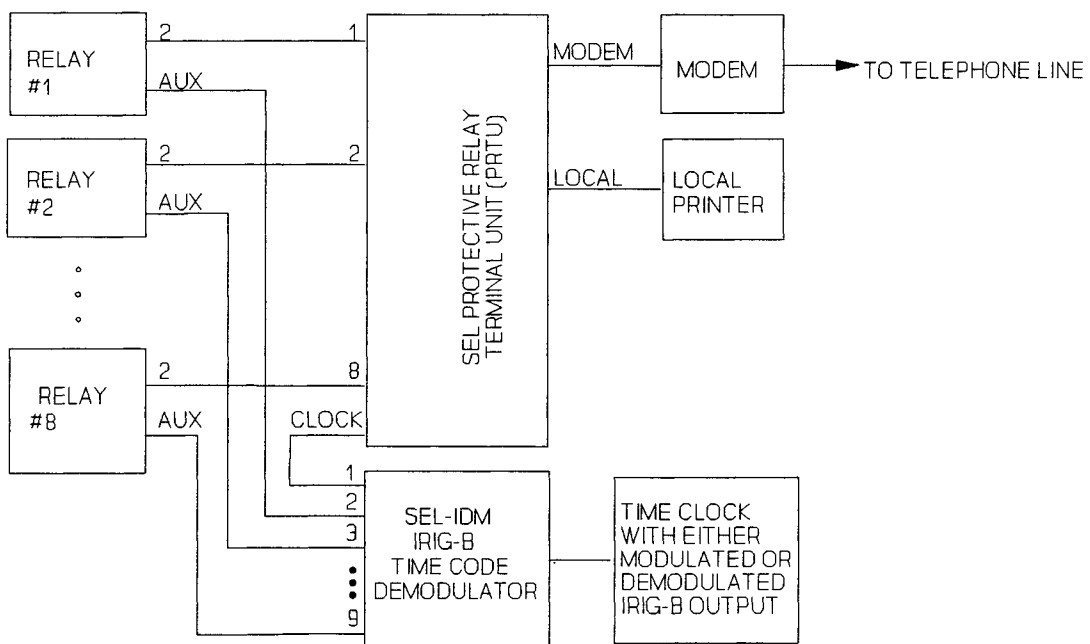 RELAY
#1
2
1
AUX
RELAY
#2
2
2
AUX
RELAY
#8
2
8
AUX
CLOCK
SEL PROTECTIVE RELAY
TERMINAL UNIT (PRTU)
MODEM
MODEM
TO TELEPHONE LINE
LOCAL
LOCAL
PRINTER
1
2
3
9
SEL-IDM
IRIG-B
TIME CODE
DEMODULATOR
TIME CLOCK
WITH EITHER
MODULATED OR
DEMODULATED
IRIG-B OUTPUT